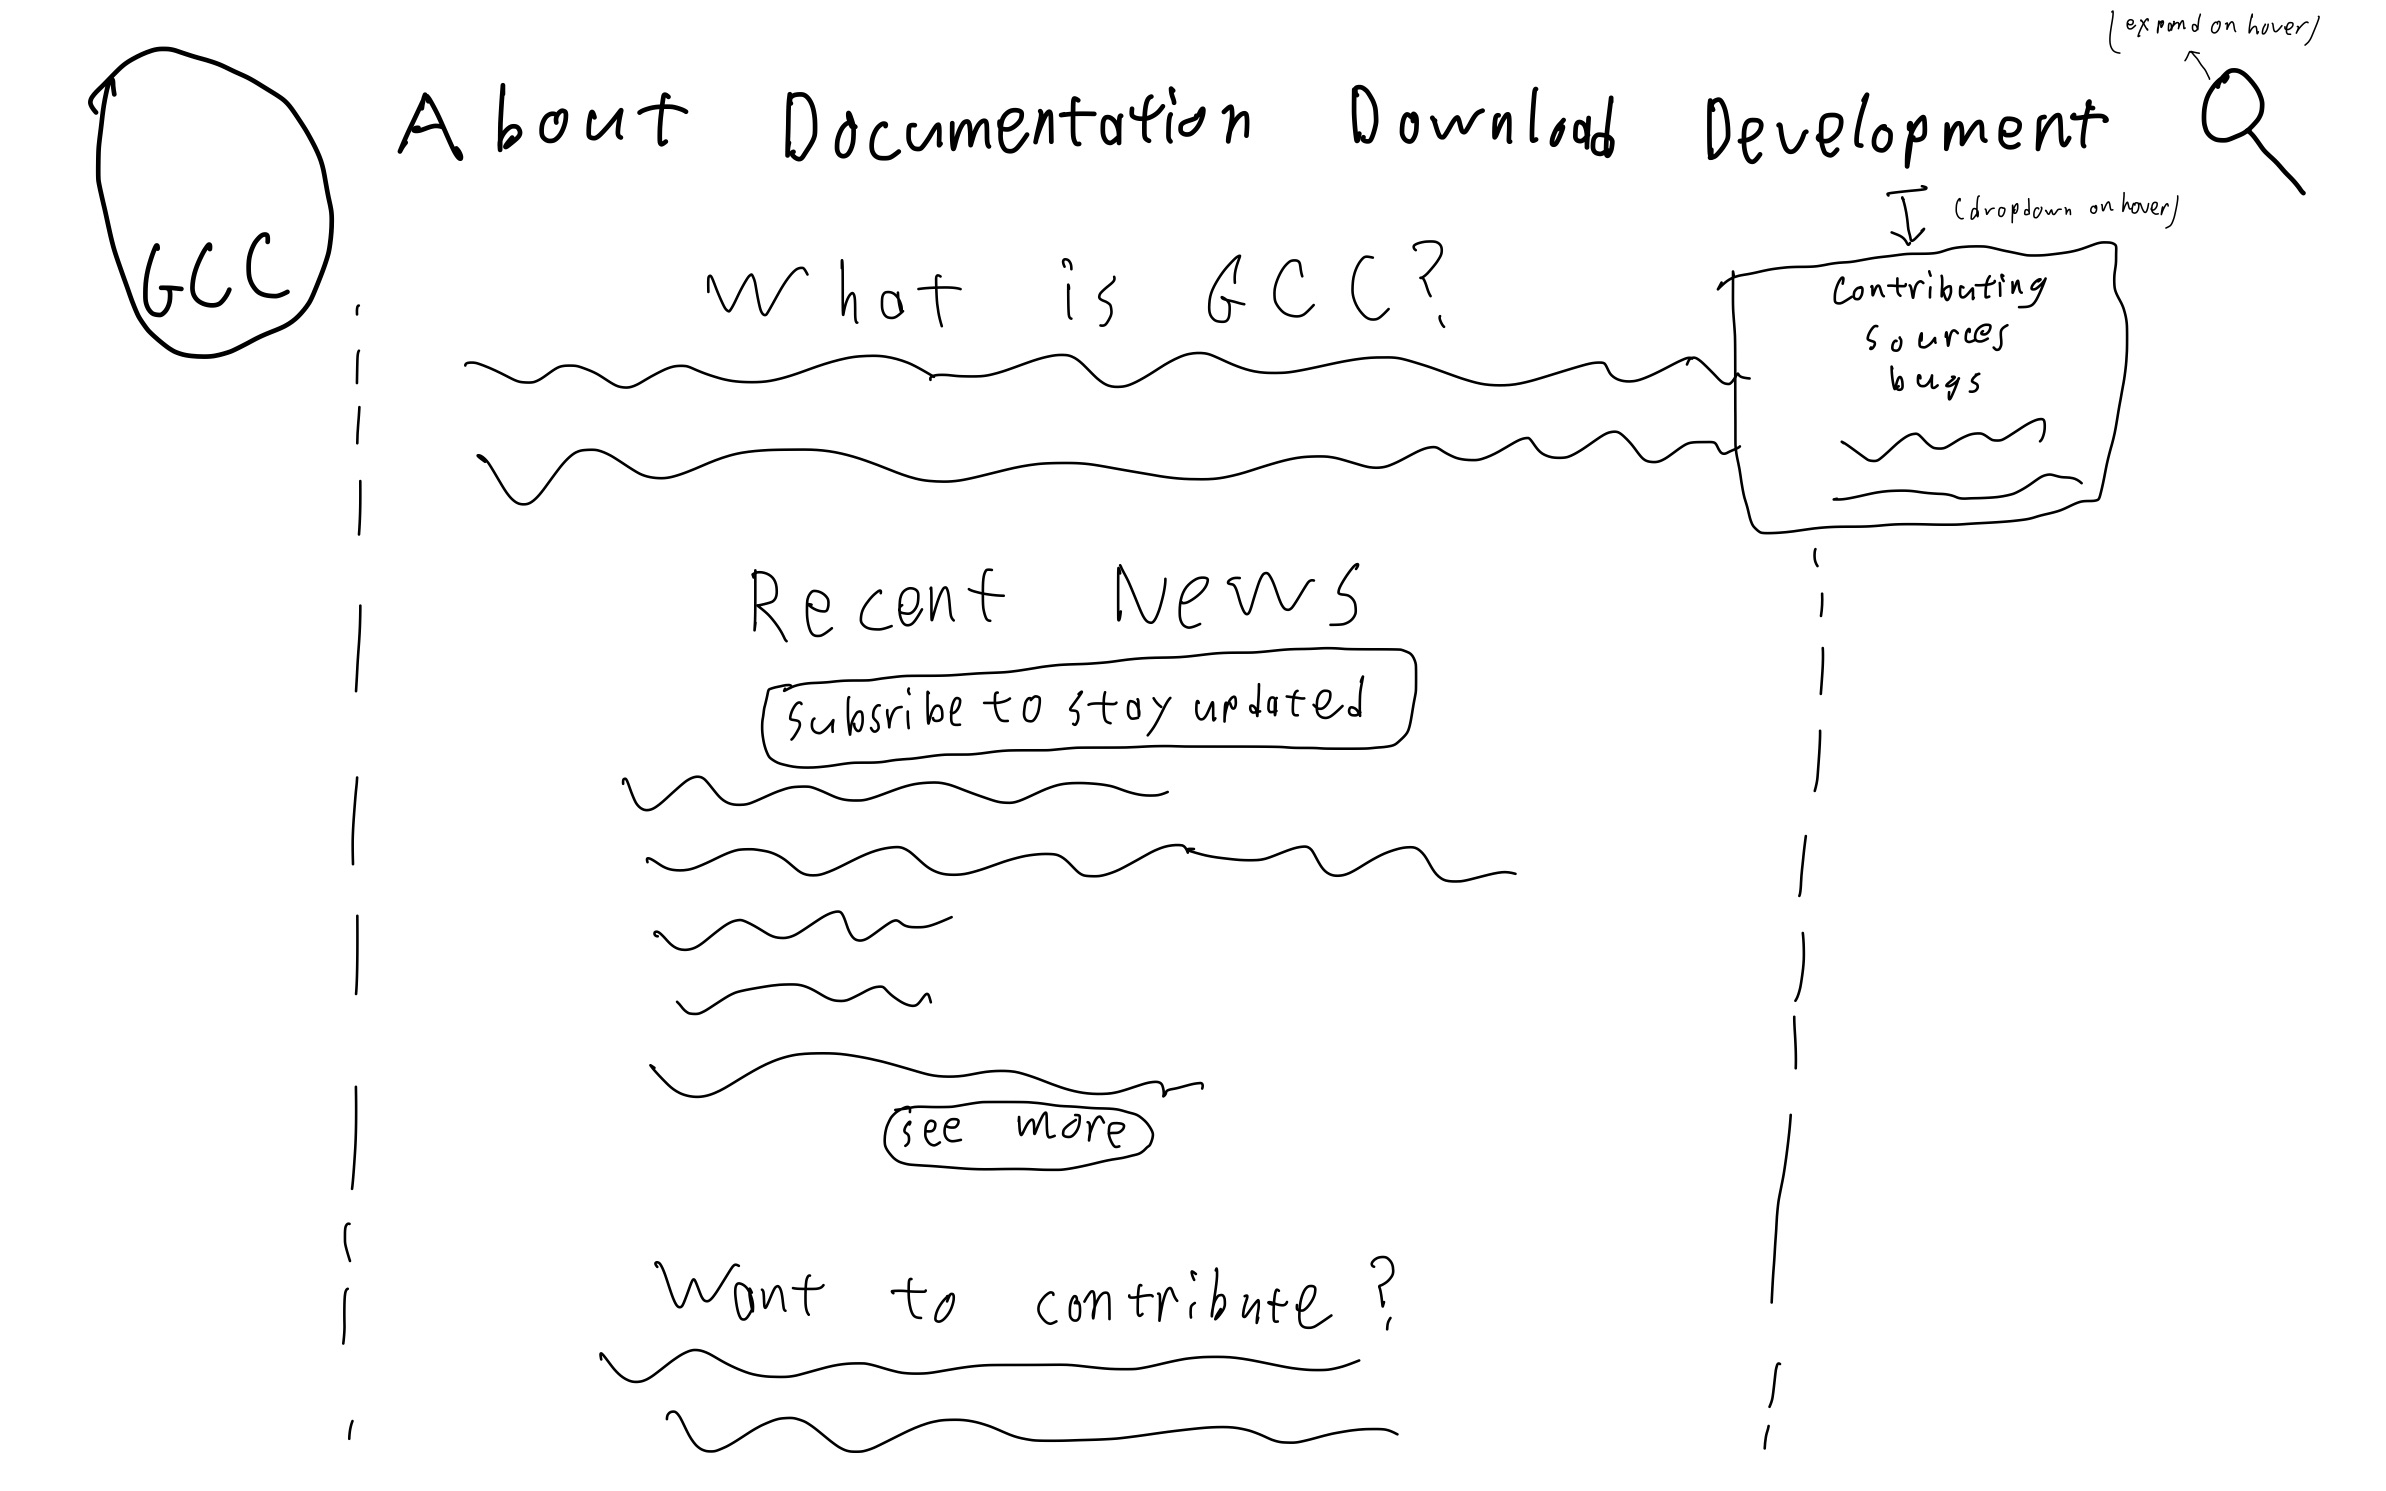 (expand on hover)
About Documentation Download Development
GCC
(dropdown on hover)
What is GCC?
Contributing
sources
bugs
Recent News
subsribe to stay updated
see more
Want to contribute?